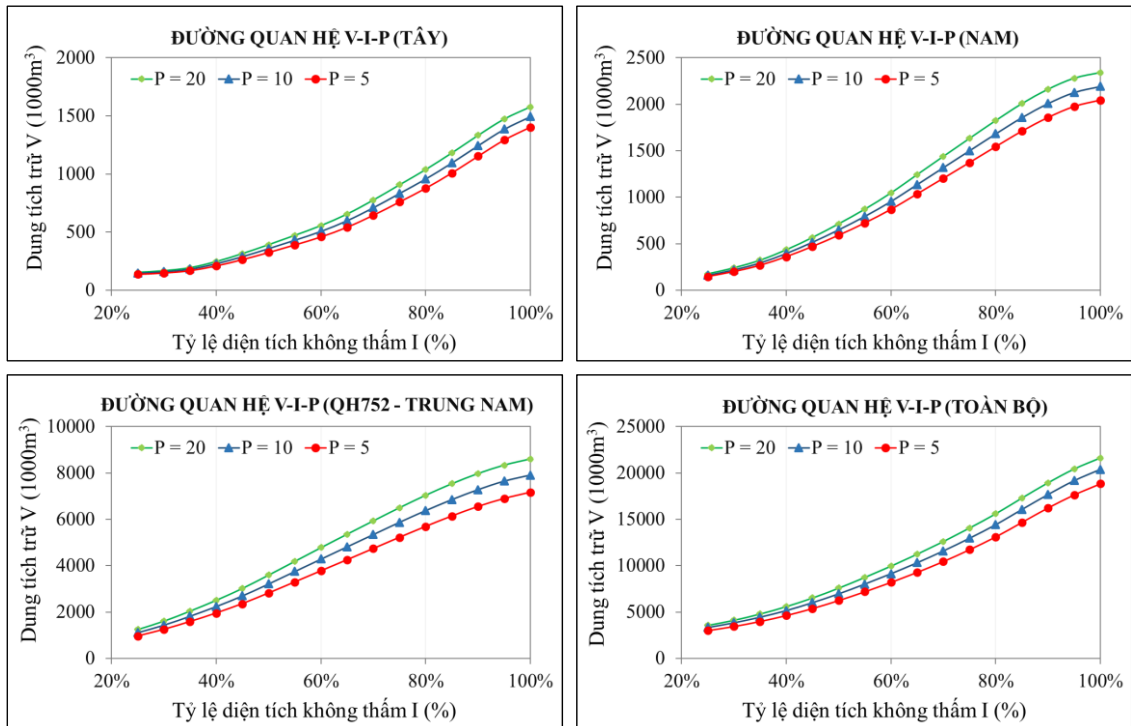 ĐƯỜNG QUAN HỆ V-I-P (TÂY)
Dung tích trữ V (1000m³)
2000
1500
1000
500
0
P = 20 P = 10 P = 5
20% 40% 60% 80% 100%
Tỷ lệ diện tích không thấm I (%)
ĐƯỜNG QUAN HỆ V-I-P (NAM)
Dung tích trữ V (1000m³)
2500
2000
1500
1000
500
0
P = 20 P = 10 P = 5
20% 40% 60% 80% 100%
Tỷ lệ diện tích không thấm I (%)
ĐƯỜNG QUAN HỆ V-I-P (QH752 - TRUNG NAM)
Dung tích trữ V (1000m³)
10000
8000
6000
4000
2000
0
P = 20 P = 10 P = 5
20% 40% 60% 80% 100%
Tỷ lệ diện tích không thấm I (%)
ĐƯỜNG QUAN HỆ V-I-P (TOÀN BỘ)
Dung tích trữ V (1000m³)
25000
20000
15000
10000
5000
0
P = 20 P = 10 P = 5
20% 40% 60% 80% 100%
Tỷ lệ diện tích không thấm I (%)